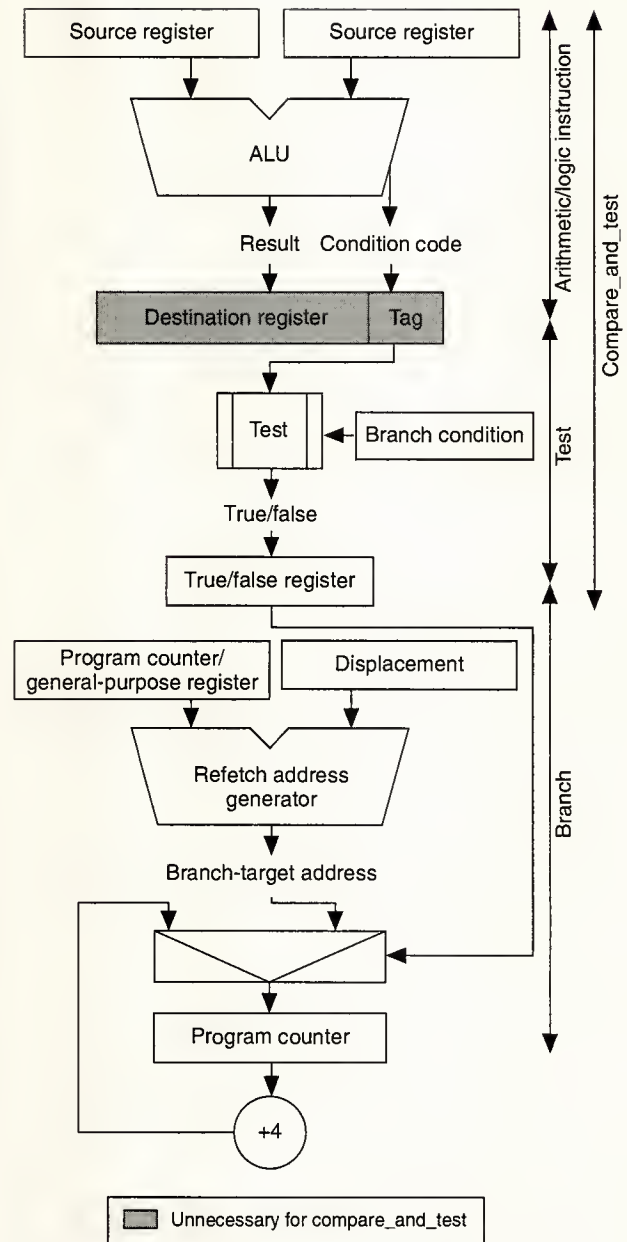 Source register
Source register
ALU
Result
Condition code
Destination register
Tag
Test
Branch condition
True/false
True/false register
Program counter/
general-purpose register
Displacement
Refetch address
generator
Branch-target address
Program counter
+4
Unnecessary for compare_and_test
Arithmetic/logic instruction
Test
Branch
Compare_and_test